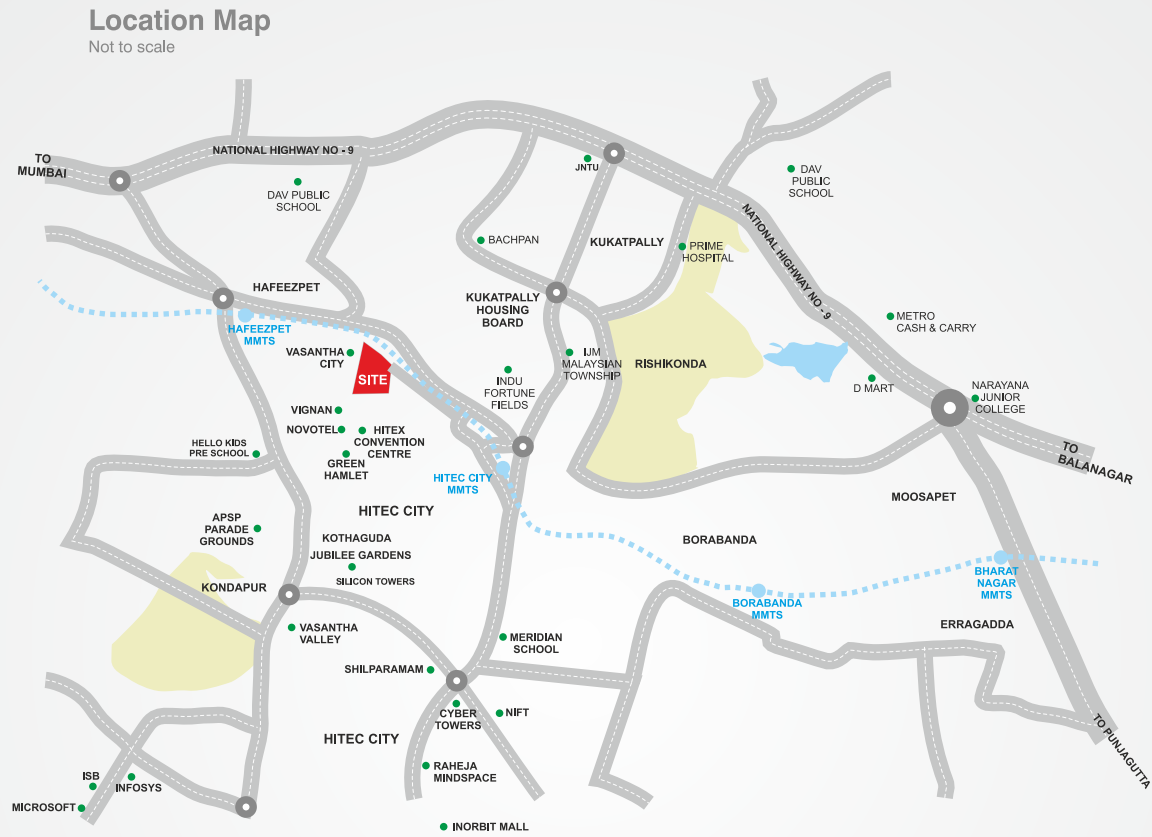 Location Map
Not to scale
TO
MUMBAI
NATIONAL HIGHWAY NO - 9
DAV PUBLIC
SCHOOL
JNTU
DAV
PUBLIC
SCHOOL
BACHPAN
KUKATPALLY
PRIME
HOSPITAL
NATIONAL HIGHWAY NO - 9
HAFEEZPET
KUKATPALLY
HOUSING
BOARD
HAFEEZPET
MMTS
METRO
CASH & CARRY
VASANTHA
CITY
SITE
IJM
MALAYSIAN
TOWNSHIP
RISHIKONDA
INDU
FORTUNE
FIELDS
D MART
NARAYANA
JUNIOR
COLLEGE
VIGNAN
NOVOTEL
HITEX
CONVENTION
CENTRE
GREEN
HAMLET
HELLO KIDS
PRE SCHOOL
TO
BALANAGAR
HITEC CITY
MMTS
MOOSAPET
HITEC CITY
APSP
PARADE
GROUNDS
KOTHAGUDA
JUBILEE GARDENS
SILICON TOWERS
BORABANDA
KONDAPUR
BORABANDA
MMTS
BHARAT
NAGAR
MMTS
ERRAGADDA
VASANTHA
VALLEY
MERIDIAN
SCHOOL
SHILPARAMAM
CYBER
TOWERS
NIFT
HITEC CITY
TO PUNJAGUTTA
RAHEJA
MINDSPACE
ISB
INFOSYS
MICROSOFT
INORBIT MALL